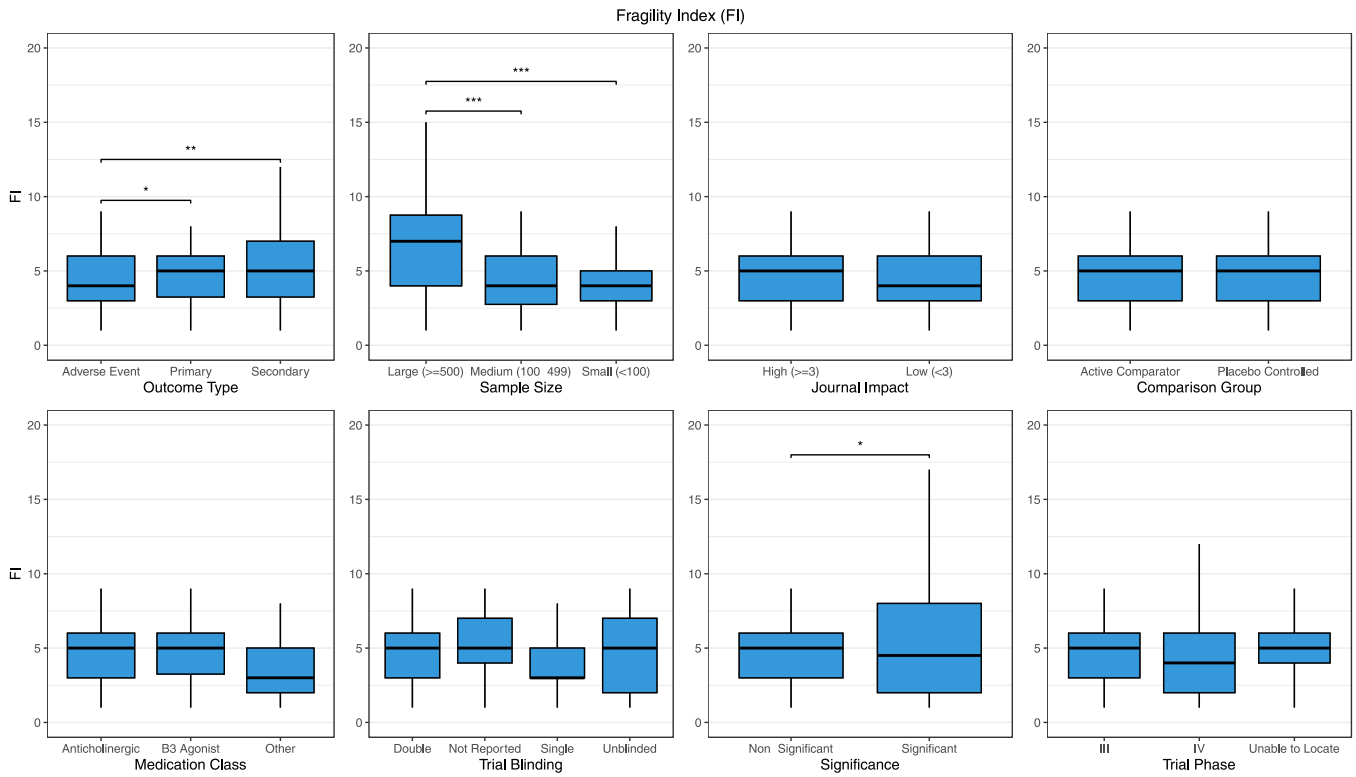 Fragility Index (FI)
FI
20
15
10
5
0
**
*
Adverse Event Primary Secondary
Outcome Type
20
15
10
5
0
***
***
Large (>=500) Medium (100 499) Small (<100)
Sample Size
20
15
10
5
0
High (>=3) Low (<3)
Journal Impact
20
15
10
5
0
Active Comparator Placebo Controlled
Comparison Group
FI
20
15
10
5
0
Anticholinergic B3 Agonist Other
Medication Class
20
15
10
5
0
Double Not Reported Single Unblinded
Trial Blinding
20
15
10
5
0
*
Non Significant Significant
Significance
20
15
10
5
0
III IV Unable to Locate
Trial Phase